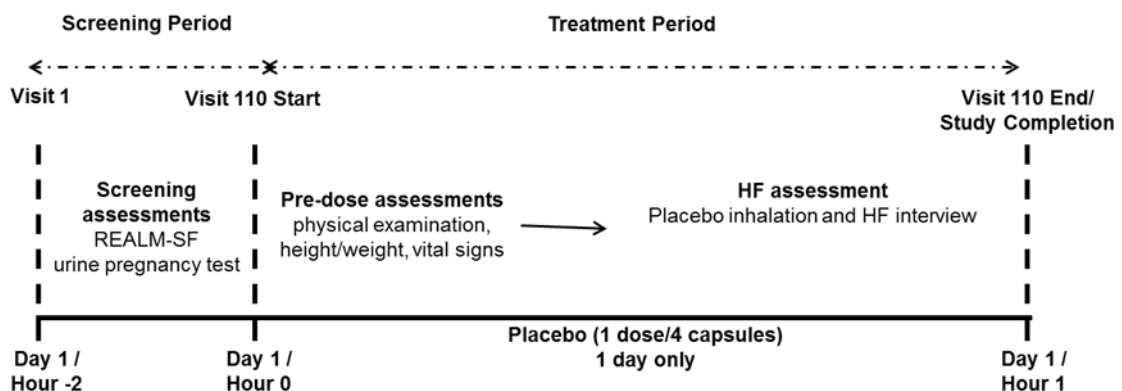 Screening Period
Treatment Period
Visit 1
Visit 110 Start
Visit 110 End/
Study Completion
Screening
assessments
REALM-SF
urine pregnancy test
Pre-dose assessments
physical examination,
height/weight, vital signs
HF assessment
Placebo inhalation and HF interview
Placebo (1 dose/4 capsules)
1 day only
Day 1 /
Hour -2
Day 1 /
Hour 0
Day 1 /
Hour 1